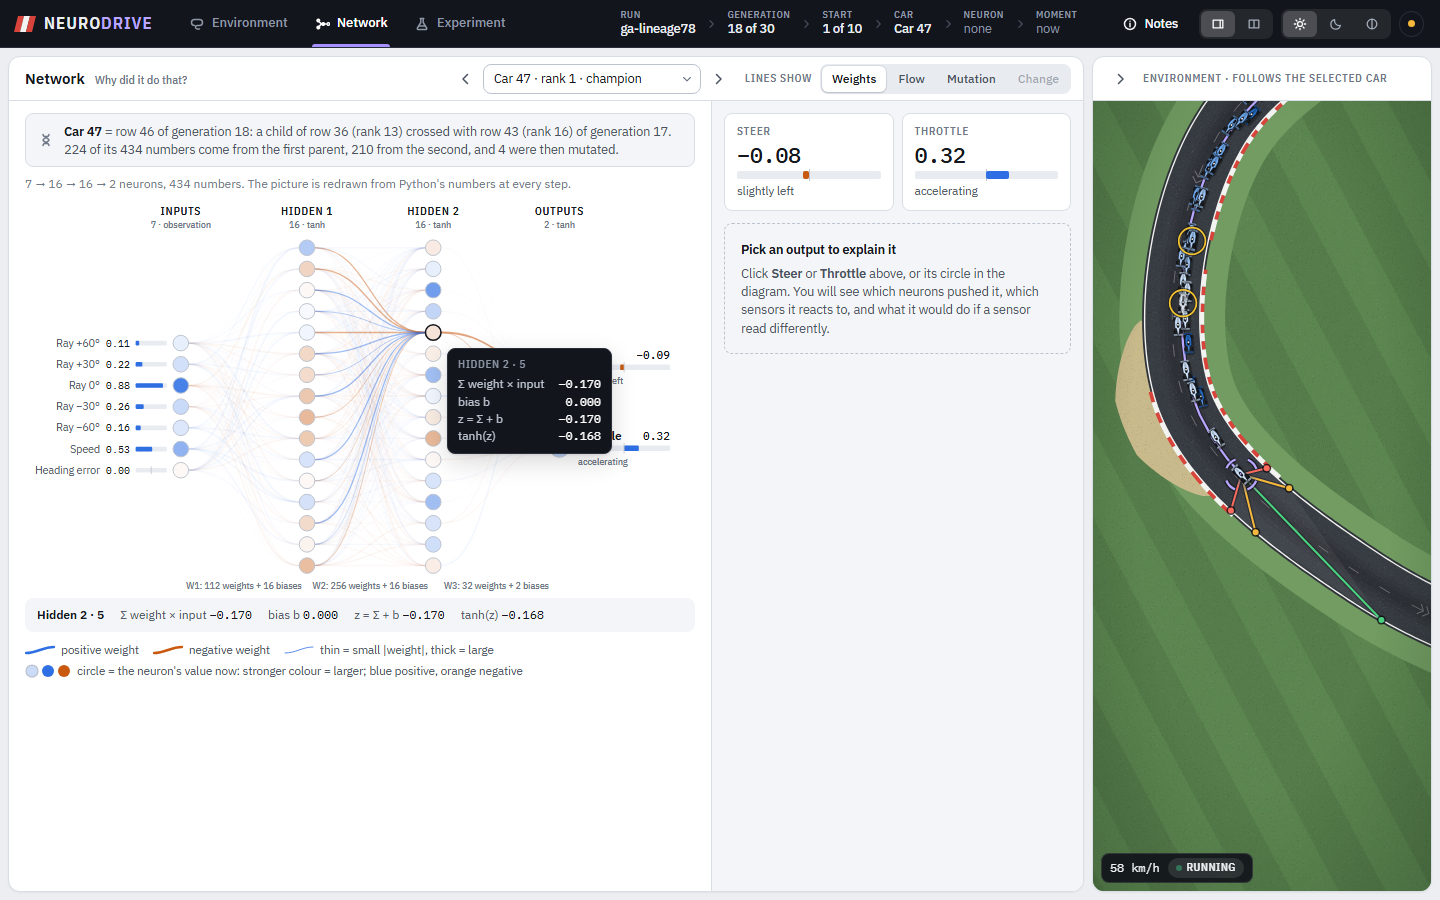 NEURODRIVE
Environment
Network
Experiment
RUN
ga-lineage78
GENERATION
18 of 30
START
1 of 10
CAR
Car 47
NEURON
none
MOMENT
now
Notes
Network Why did it do that?
Car 47 · rank 1 · champion
LINES SHOW
Weights
Flow
Mutation
Change
ENVIRONMENT · FOLLOWS THE SELECTED CAR
Car 47 = row 46 of generation 18: a child of row 36 (rank 13) crossed with row 43 (rank 16) of generation 17.
224 of its 434 numbers come from the first parent, 210 from the second, and 4 were then mutated.
7 → 16 → 16 → 2 neurons, 434 numbers. The picture is redrawn from Python's numbers at every step.
INPUTS
7 · observation
HIDDEN 1
16 · tanh
HIDDEN 2
16 · tanh
OUTPUTS
2 · tanh
Ray +60° 0.11
Ray +30° 0.22
Ray 0° 0.88
Ray −30° 0.26
Ray −60° 0.16
Speed 0.53
Heading error 0.00
−0.09
eft
le 0.32
accelerating
HIDDEN 2 · 5
Σ weight × input −0.170
bias b 0.000
z = Σ + b −0.170
tanh(z) −0.168
W1: 112 weights + 16 biases
W2: 256 weights + 16 biases
W3: 32 weights + 2 biases
Hidden 2 · 5 Σ weight × input −0.170 bias b 0.000 z = Σ + b −0.170 tanh(z) −0.168
positive weight
negative weight
thin = small |weight|, thick = large
circle = the neuron's value now: stronger colour = larger; blue positive, orange negative
STEER
−0.08
slightly left
THROTTLE
0.32
accelerating
Pick an output to explain it
Click Steer or Throttle above, or its circle in the
diagram. You will see which neurons pushed it, which
sensors it reacts to, and what it would do if a sensor
read differently.
58 km/h
RUNNING